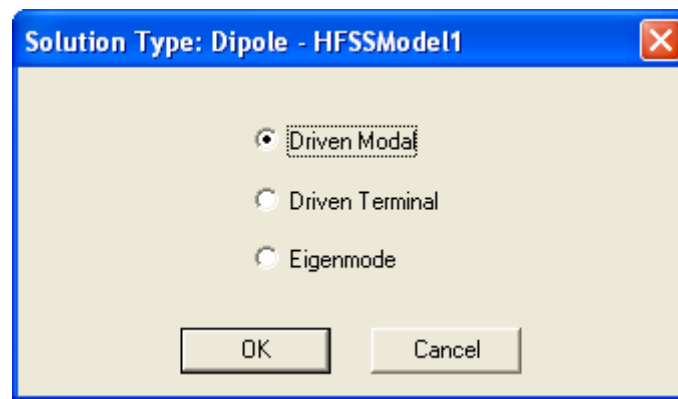 Solution Type: Dipole - HFSSModel1
Driven Modal
Driven Terminal
Eigenmode
OK
Cancel